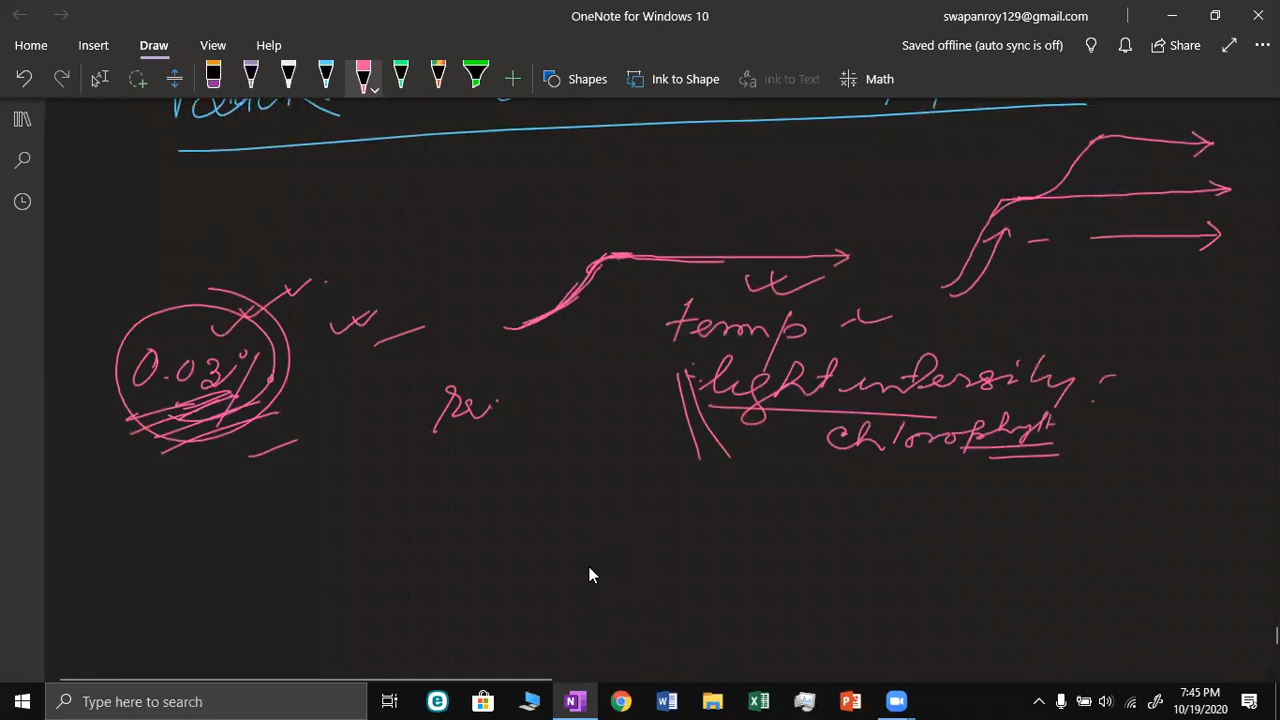 OneNote for Windows 10
swapanroy129@gmail.com
Home Insert Draw View Help
Saved offline (auto sync is off)
Share
Shapes
Ink to Shape
Ink to Text
Math
0.03%
temp
light intensity
chlorophyll
Type here to search
:45 PM
10/19/2020